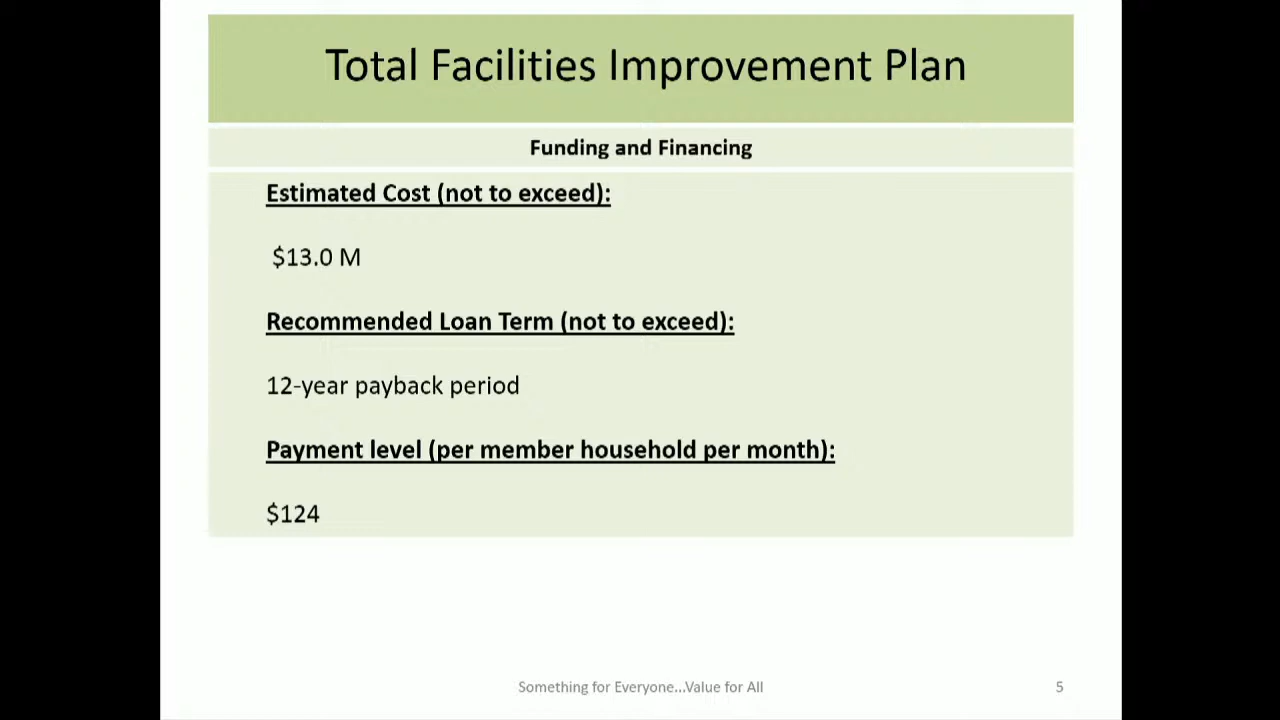 Total Facilities Improvement Plan
Funding and Financing
Estimated Cost (not to exceed):
$13.0 M
Recommended Loan Term (not to exceed):
12-year payback period
Payment level (per member household per month):
$124
Something for Everyone...Value for All
5